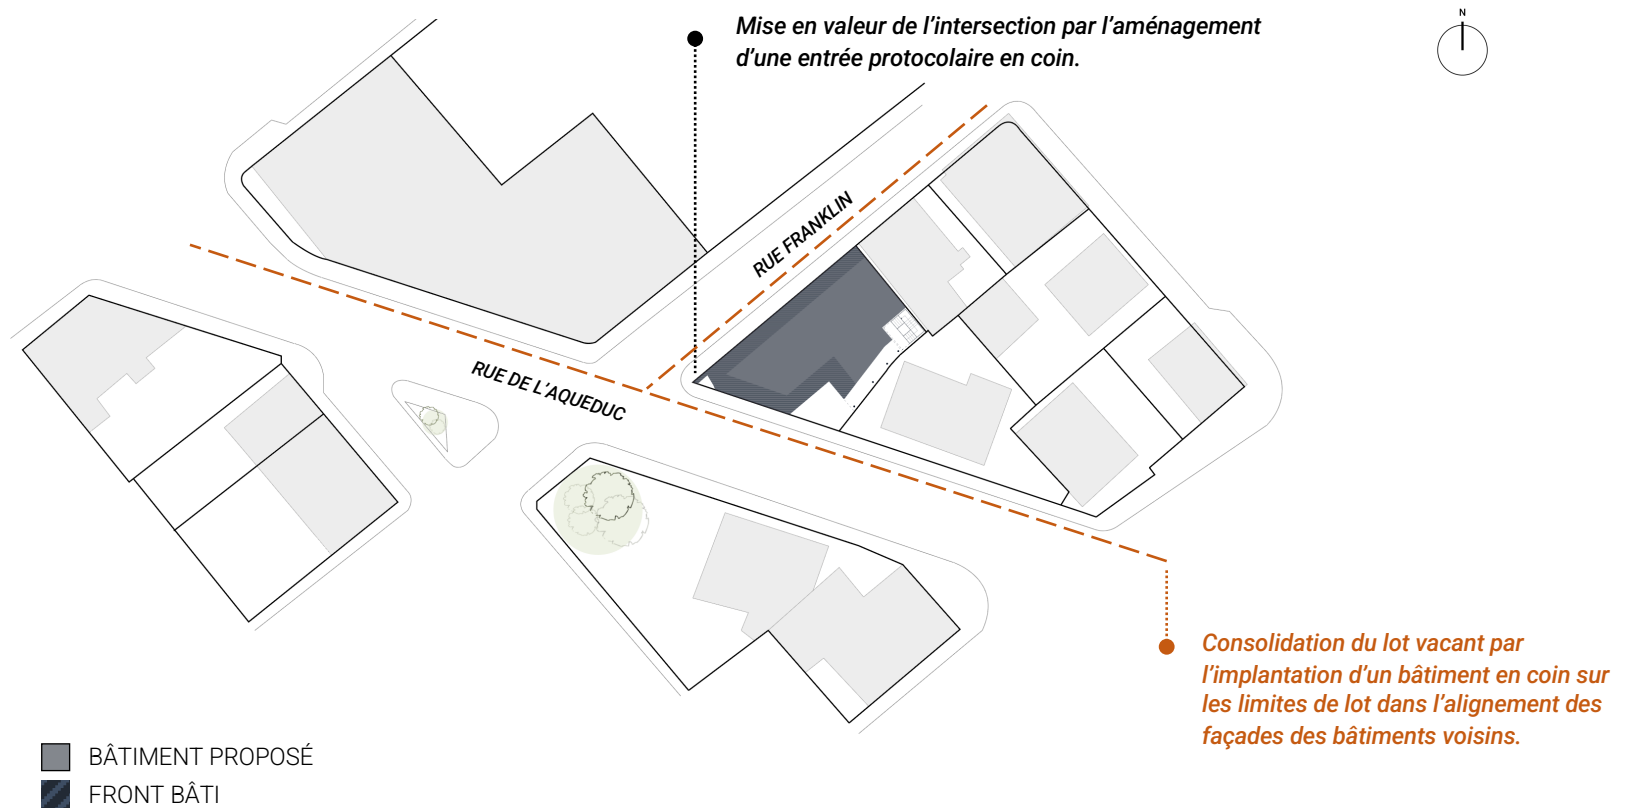 Mise en valeur de l'intersection par l'aménagement
d'une entrée protocolaire en coin.
N
RUE FRANKLIN
RUE DE L'AQUEDUC
Consolidation du lot vacant par
l'implantation d'un bâtiment en coin sur
les limites de lot dans l'alignement des
façades des bâtiments voisins.
BÂTIMENT PROPOSÉ
FRONT BÂTI